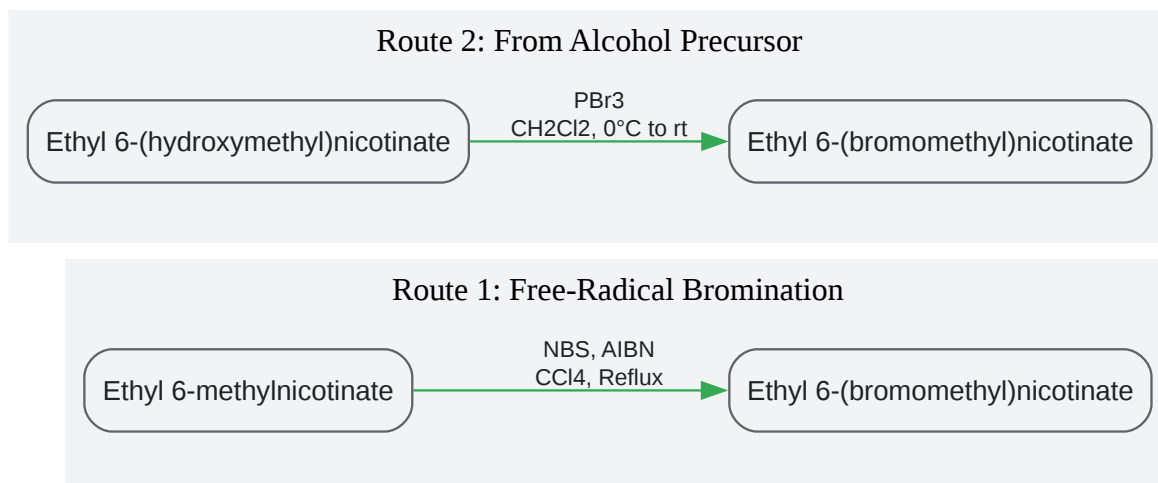 Route 2: From Alcohol Precursor
PBr3
CH2Cl2, 0°C to rt
Ethyl 6-(hydroxymethyl)nicotinate
Ethyl 6-(bromomethyl)nicotinate
Route 1: Free-Radical Bromination
NBS, AIBN
CCl4, Reflux
Ethyl 6-methylnicotinate
Ethyl 6-(bromomethyl)nicotinate